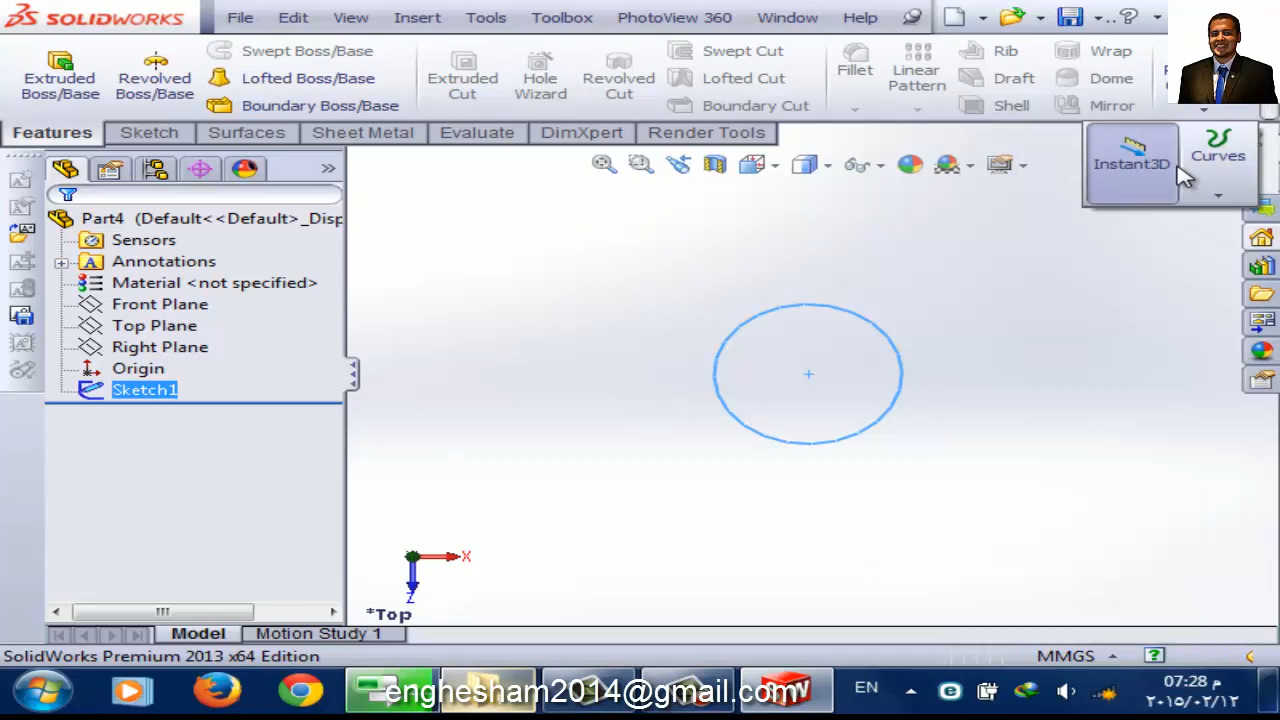 SOLIDWORKS File Edit View Insert Tools Toolbox PhotoView 360 Window Help
Extruded Boss/Base
Revolved Boss/Base
Swept Boss/Base
Lofted Boss/Base
Boundary Boss/Base
Extruded Cut
Hole Wizard
Revolved Cut
Swept Cut
Lofted Cut
Boundary Cut
Fillet
Linear Pattern
Rib
Draft
Shell
Wrap
Dome
Mirror
Features Sketch Surfaces Sheet Metal Evaluate DimXpert Render Tools
Instant3D
Curves
Part4 (Default<<Default>_Disp
Sensors
Annotations
Material <not specified>
Front Plane
Top Plane
Right Plane
Origin
Sketch1
X
Z
*Top
Model Motion Study 1
SolidWorks Premium 2013 x64 Edition
MMGS
enghesham2014@gmail.com
EN
07:28 م
٢٠١٥/٠٢/١٢